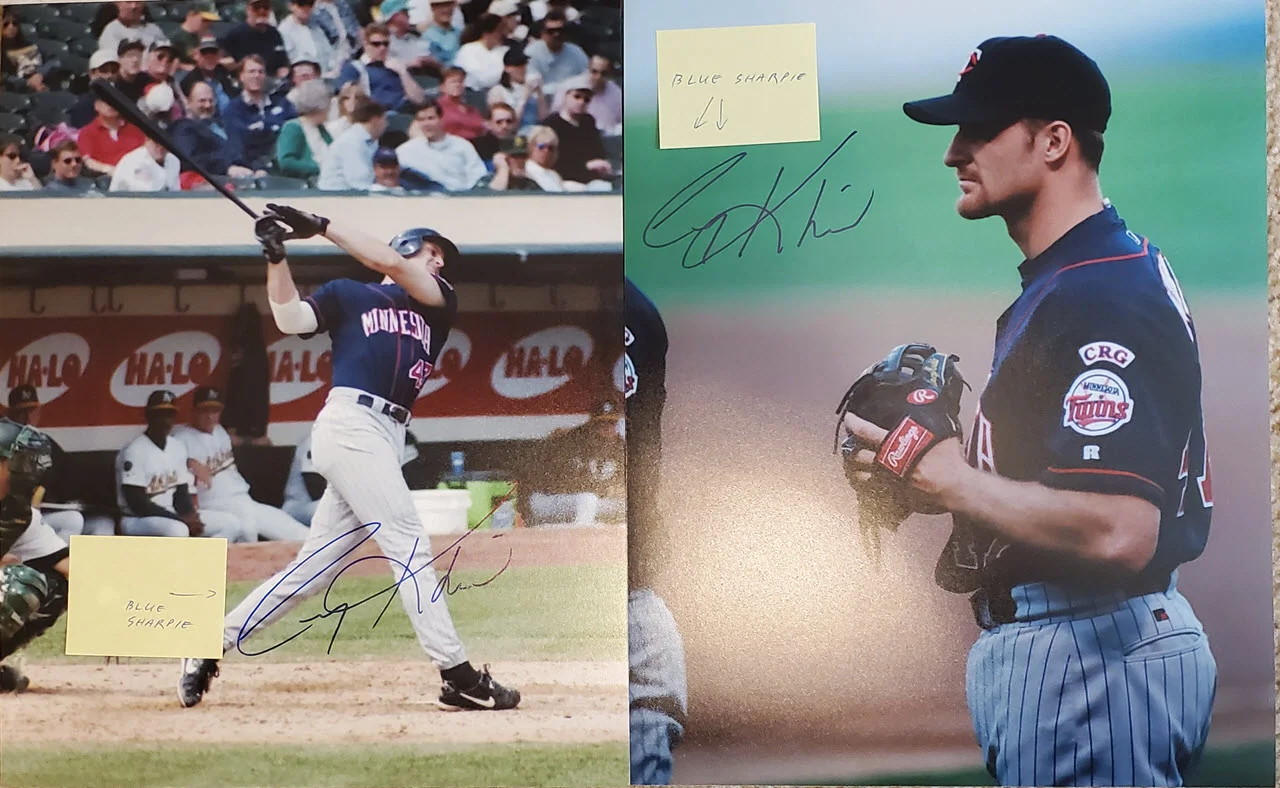 BLUE SHARPIE
HA-LO
HA-LO
HA-LO
HA-LO
MINNESOTA
47
BLUE
SHARPIE
CRG
MINNESOTA
Twins
R
R
Rawlings